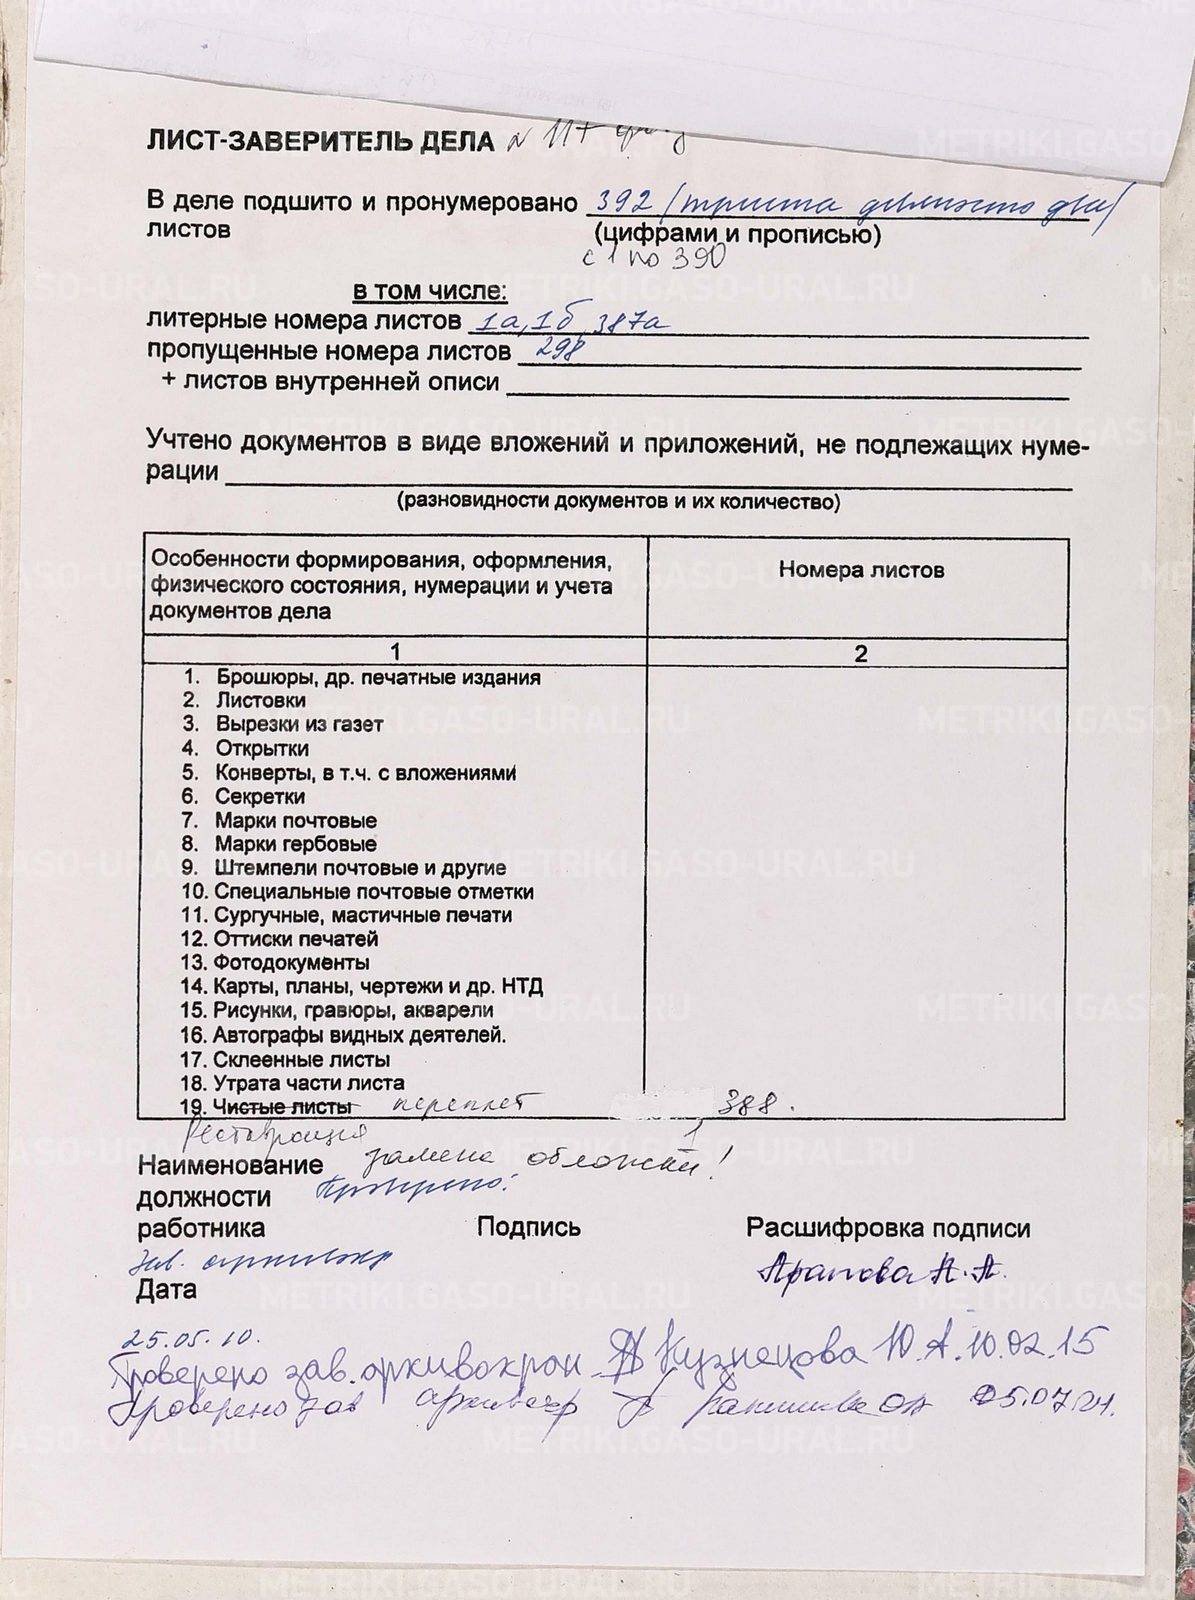 ЛИСТ-ЗАВЕРИТЕЛЬ ДЕЛА N 117
В деле подшито и пронумеровано 392 /триста девяносто два/
листов (цифрами и прописью)
с 1 по 390
в том числе:
литерные номера листов 1а, 1б, 387а
пропущенные номера листов 298
+ листов внутренней описи
Учтено документов в виде вложений и приложений, не подлежащих нуме-
рации
(разновидности документов и их количество)
Особенности формирования, оформления,
физического состояния, нумерации и учета
документов дела
Номера листов
1 2
1. Брошюры, др. печатные издания
2. Листовки
3. Вырезки из газет
4. Открытки
5. Конверты, в т.ч. с вложениями
6. Секретки
7. Марки почтовые
8. Марки гербовые
9. Штемпели почтовые и другие
10. Специальные почтовые отметки
11. Сургучные, мастичные печати
12. Оттиски печатей
13. Фотодокументы
14. Карты, планы, чертежи и др. НТД
15. Рисунки, гравюры, акварели
16. Автографы видных деятелей.
17. Склеенные листы
18. Утрата части листа
19. Чистые листы переплет 388.
Реставрация 1
Наименование замена обложки!
должности Проверено.
работника Подпись Расшифровка подписи
Зав. архивохр Арапова Н.А.
Дата
25.05.10.
Проверено зав. архивохран Кузнецова Ю.А. 10.02.15
Проверено зав архивохр 05.07.21.
METRIKI.GASO-URAL.RU